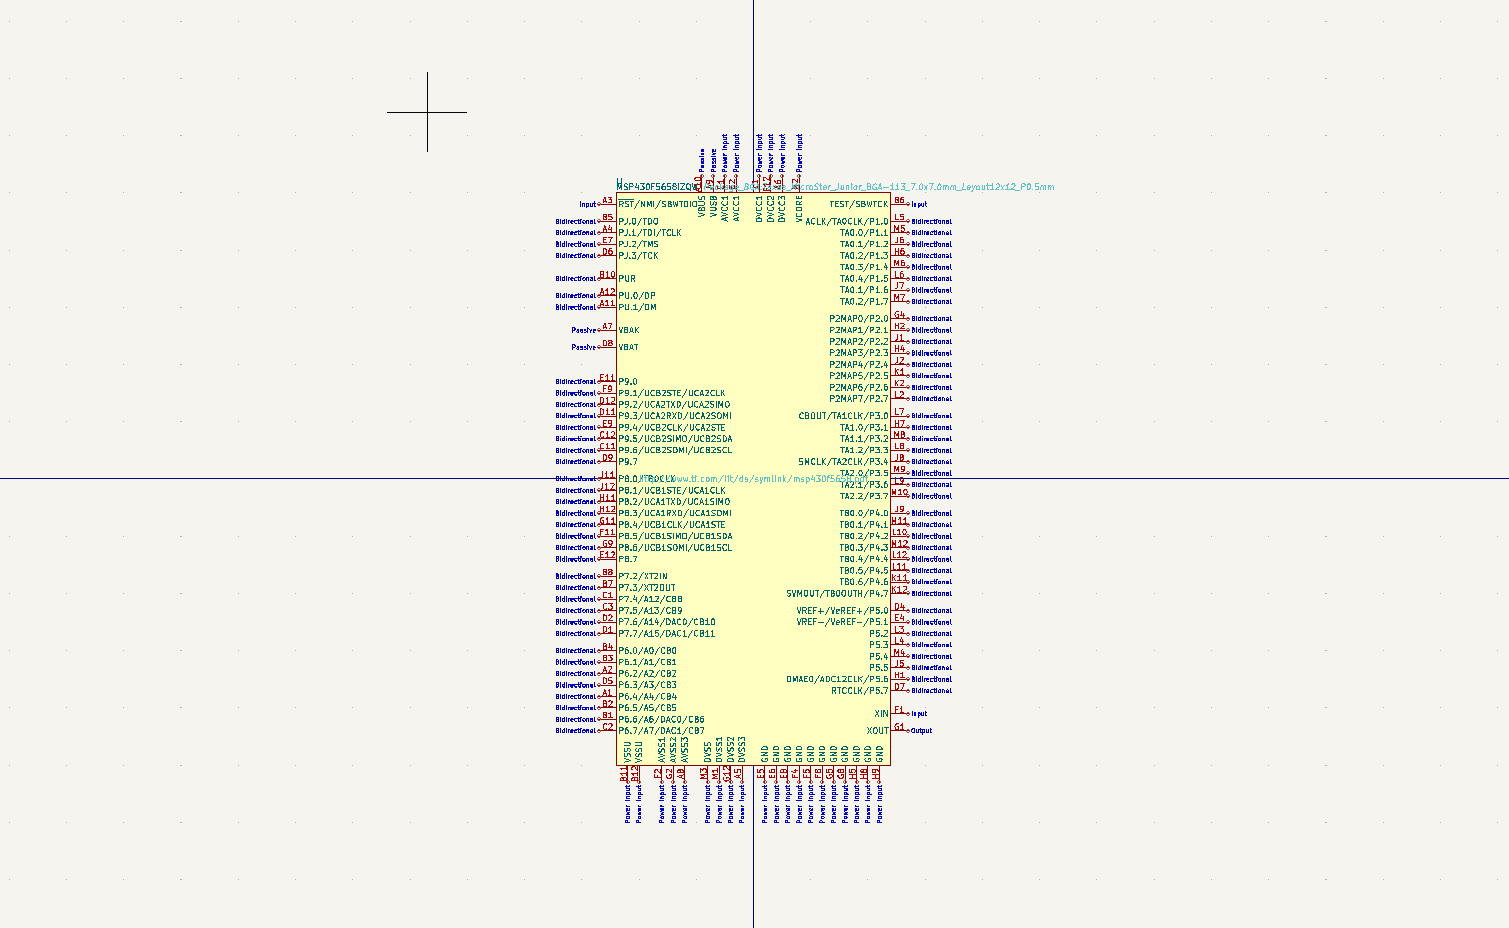 U
MSP430F5658IZQW
RST/NMI/SBWTDIO
A3
Input
PJ.0/TDO
B5
Bidirectional
PJ.1/TDI/TCLK
A4
Bidirectional
PJ.2/TMS
E7
Bidirectional
PJ.3/TCK
D6
Bidirectional
PUR
B10
Bidirectional
PU.0/DP
A12
Bidirectional
PU.1/DM
A11
Bidirectional
VBAK
A7
Passive
VBAT
D8
Passive
P9.0
E11
Bidirectional
P9.1/UCB2STE/UCA2CLK
F9
Bidirectional
P9.2/UCA2TXD/UCA2SIMO
D12
Bidirectional
P9.3/UCA2RXD/UCA2SOMI
D11
Bidirectional
P9.4/UCB2CLK/UCA2STE
E9
Bidirectional
P9.5/UCB2SIMO/UCB2SDA
C12
Bidirectional
P9.6/UCB2SOMI/UCB2SCL
C11
Bidirectional
P9.7
D9
Bidirectional
J11
Bidirectional
P8.1/UCB1STE/UCA1CLK
J12
Bidirectional
P8.2/UCA1TXD/UCA1SIMO
H11
Bidirectional
P8.3/UCA1RXD/UCA1SOMI
H12
Bidirectional
P8.4/UCB1CLK/UCA1STE
G11
Bidirectional
P8.5/UCB1SIMO/UCB1SDA
F11
Bidirectional
P8.6/UCB1SOMI/UCB1SCL
G9
Bidirectional
P8.7
E12
Bidirectional
P7.2/XT2IN
B8
Bidirectional
P7.3/XT2OUT
B7
Bidirectional
P7.4/A12/CB8
C1
Bidirectional
P7.5/A13/CB9
C3
Bidirectional
P7.6/A14/DAC0/CB10
D2
Bidirectional
P7.7/A15/DAC1/CB11
D1
Bidirectional
P6.0/A0/CB0
B4
Bidirectional
P6.1/A1/CB1
B3
Bidirectional
P6.2/A2/CB2
A2
Bidirectional
P6.3/A3/CB3
D5
Bidirectional
P6.4/A4/CB4
A1
Bidirectional
P6.5/A5/CB5
B2
Bidirectional
P6.6/A6/DAC0/CB6
B1
Bidirectional
P6.7/A7/DAC1/CB7
C2
Bidirectional
VBUS
Passive
VUSB
Passive
AVCC1
Power Input
AVCC1
Power Input
DVCC1
Power Input
DVCC2
Power Input
DVCC3
Power Input
VCORE
Power Input
TEST/SBWTCK
B6
Input
ACLK/TA0CLK/P1.0
L5
Bidirectional
TA0.0/P1.1
M5
Bidirectional
TA0.1/P1.2
J6
Bidirectional
TA0.2/P1.3
H6
Bidirectional
TA0.3/P1.4
M6
Bidirectional
TA0.4/P1.5
L6
Bidirectional
TA0.1/P1.6
J7
Bidirectional
TA0.2/P1.7
M7
Bidirectional
P2MAP0/P2.0
G4
Bidirectional
P2MAP1/P2.1
H2
Bidirectional
P2MAP2/P2.2
J1
Bidirectional
P2MAP3/P2.3
H4
Bidirectional
P2MAP4/P2.4
J2
Bidirectional
P2MAP5/P2.5
K1
Bidirectional
P2MAP6/P2.6
K2
Bidirectional
P2MAP7/P2.7
L2
Bidirectional
CBOUT/TA1CLK/P3.0
L7
Bidirectional
TA1.0/P3.1
H7
Bidirectional
TA1.1/P3.2
M8
Bidirectional
TA1.2/P3.3
L8
Bidirectional
SMCLK/TA2CLK/P3.4
J8
Bidirectional
TA2.0/P3.5
M9
Bidirectional
TA2.1/P3.6
L9
Bidirectional
TA2.2/P3.7
M10
Bidirectional
TB0.0/P4.0
J9
Bidirectional
TB0.1/P4.1
M11
Bidirectional
TB0.2/P4.2
L10
Bidirectional
TB0.3/P4.3
M12
Bidirectional
TB0.4/P4.4
L12
Bidirectional
TB0.5/P4.5
L11
Bidirectional
TB0.6/P4.6
K11
Bidirectional
SVMOUT/TB0OUTH/P4.7
K12
Bidirectional
VREF+/VeREF+/P5.0
D4
Bidirectional
VREF-/VeREF-/P5.1
E4
Bidirectional
P5.2
L3
Bidirectional
P5.3
L4
Bidirectional
P5.4
M4
Bidirectional
P5.5
J5
Bidirectional
DMAE0/ADC12CLK/P5.6
H1
Bidirectional
RTCCLK/P5.7
D7
Bidirectional
XIN
F1
Input
XOUT
G1
Output
VSSU
B11
Power Input
VSSU
B12
Power Input
AVSS1
F2
Power Input
AVSS2
G2
Power Input
AVSS3
A8
Power Input
DVSS
M3
Power Input
DVSS1
M1
Power Input
DVSS2
G12
Power Input
DVSS3
A5
Power Input
GND
E5
Power Input
GND
E6
Power Input
GND
E8
Power Input
GND
F4
Power Input
GND
F5
Power Input
GND
F8
Power Input
GND
G5
Power Input
GND
G8
Power Input
GND
H5
Power Input
GND
H8
Power Input
GND
H9
Power Input